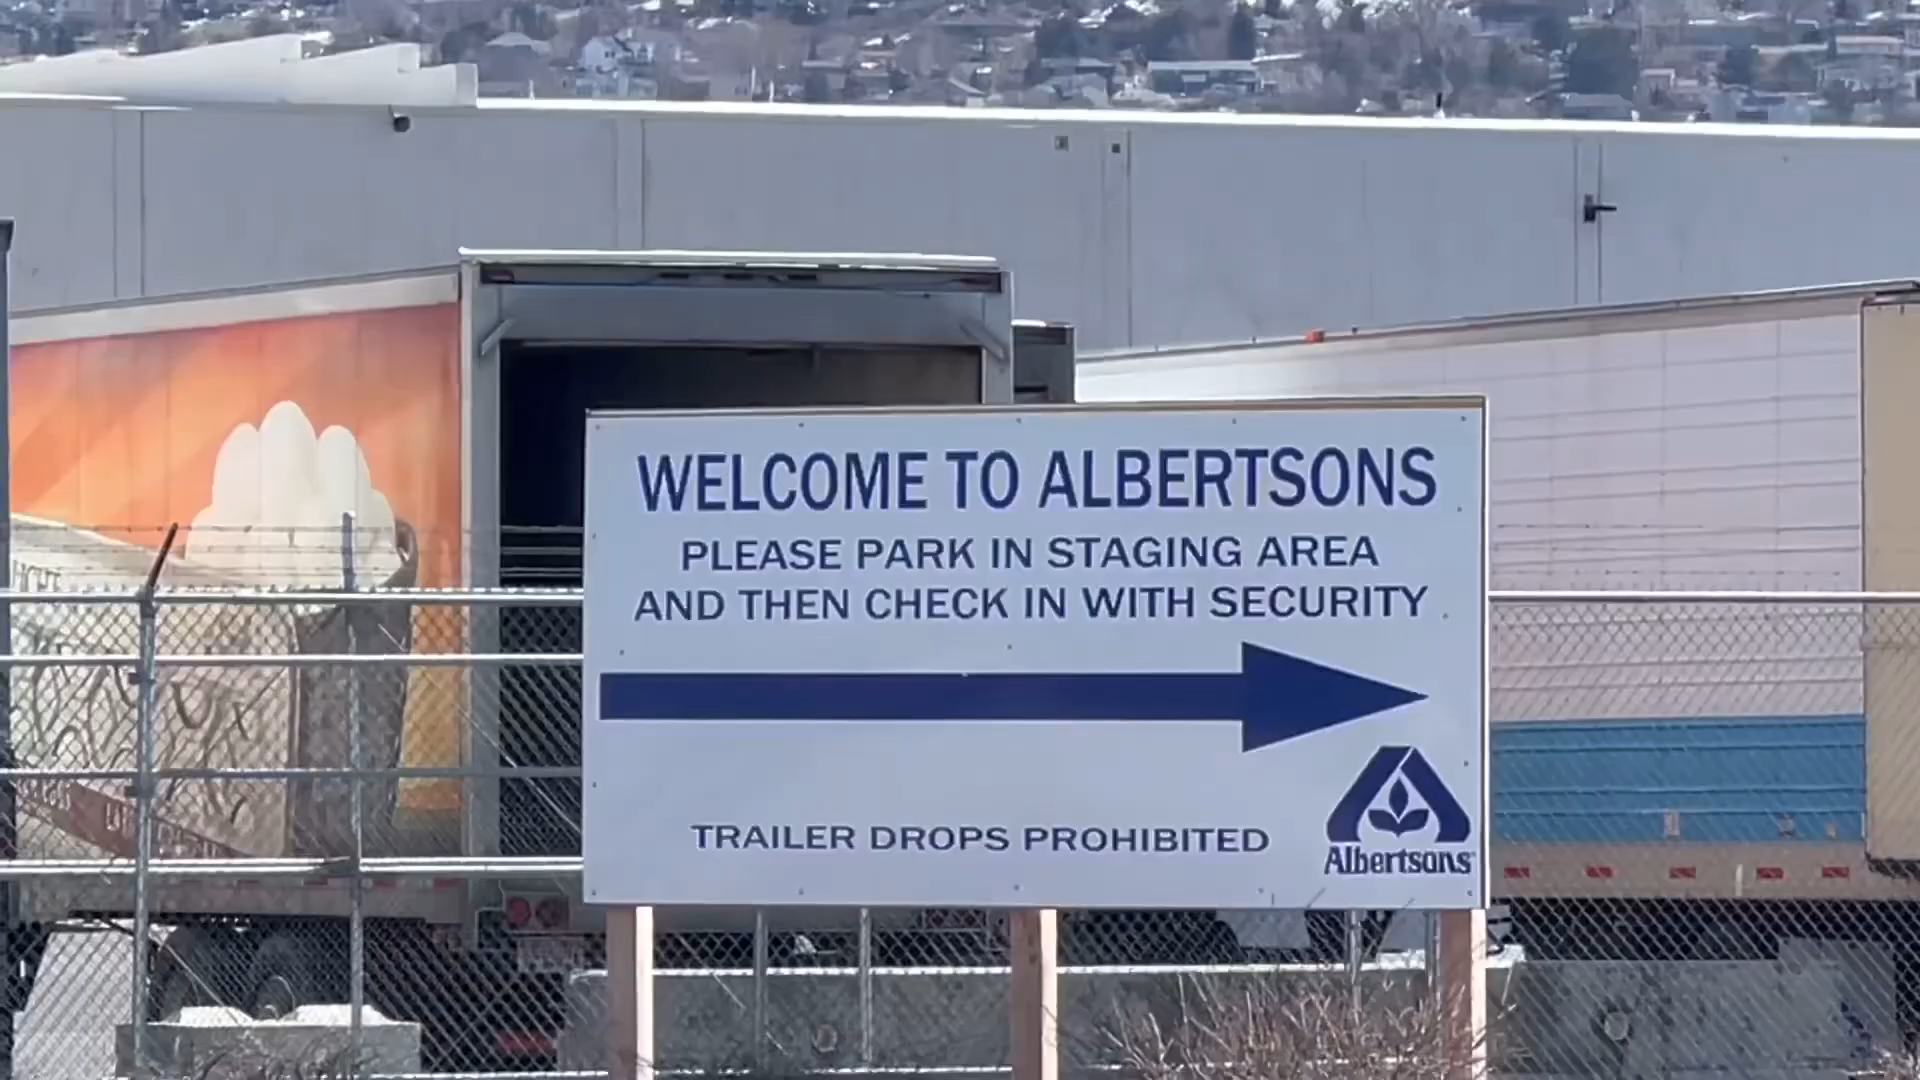 WELCOME TO ALBERTSONS
PLEASE PARK IN STAGING AREA
AND THEN CHECK IN WITH SECURITY
TRAILER DROPS PROHIBITED
Albertsons